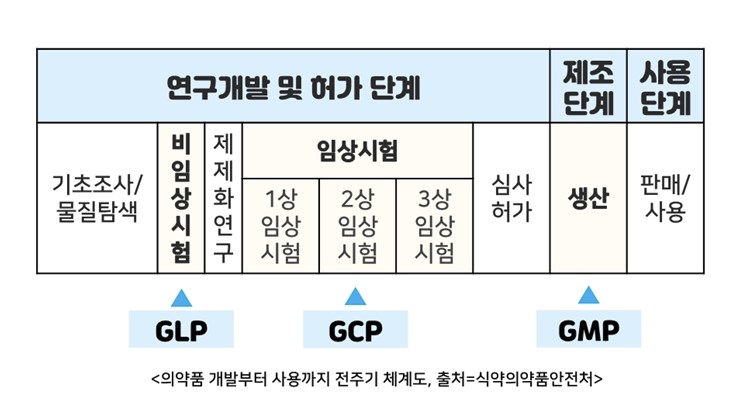 연구개발 및 허가 단계
제조
단계
사용
단계
기초조사/
물질탐색
비
임
상
시
험
제
제
화
연
구
임상시험
1상
임상
시험
2상
임상
시험
3상
임상
시험
심사
허가
생산
판매/
사용
GLP
GCP
GMP
<의약품 개발부터 사용까지 전주기 체계도, 출처=식약의약품안전처>